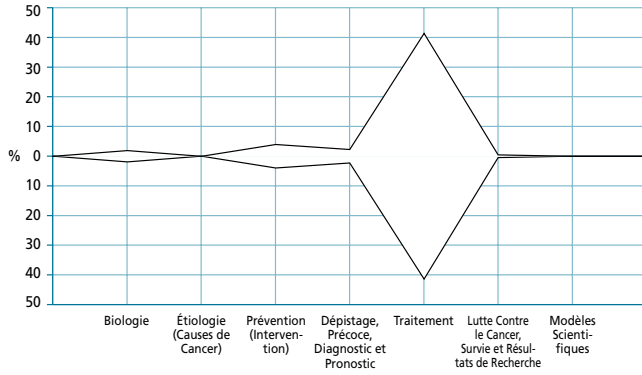 50
40
30
20
10
% 0
10
20
30
40
50
Biologie
Étiologie
(Causes de
Cancer)
Prévention
(Interven-
tion)
Dépistage,
Précoce,
Diagnostic et
Pronostic
Traitement
Lutte Contre
le Cancer,
Survie et Résul-
tats de Recherche
Modèles
Scienti-
fiques